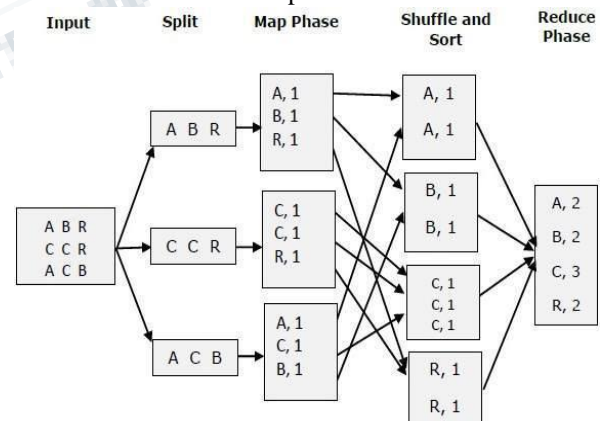 Input
Split
Map Phase
Shuffle and
Sort
Reduce
Phase
A B R
C C R
A C B
A B R
C C R
A C B
A, 1
B, 1
R, 1
C, 1
C, 1
R, 1
A, 1
C, 1
B, 1
A, 1
A, 1
B, 1
B, 1
C, 1
C, 1
C, 1
R, 1
R, 1
A, 2
B, 2
C, 3
R, 2